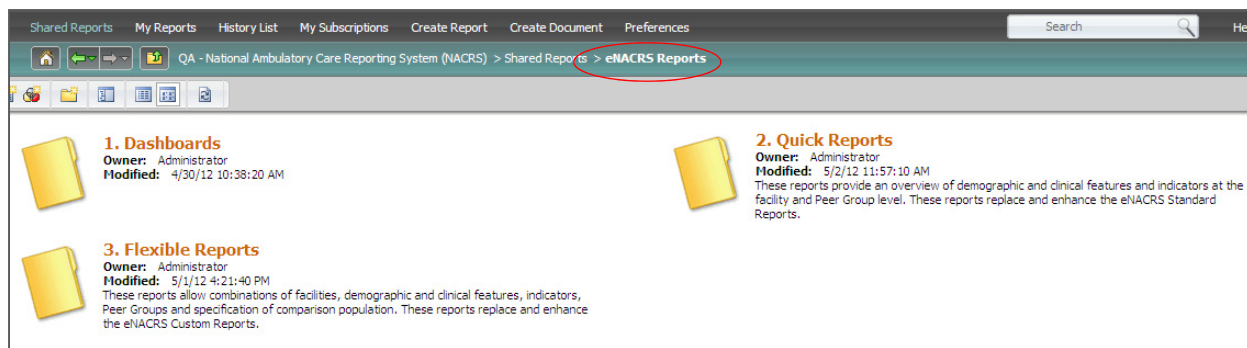 Shared Reports My Reports History List My Subscriptions Create Report Create Document Preferences Search He
QA - National Ambulatory Care Reporting System (NACRS) > Shared Reports > eNACRS Reports
1. Dashboards
Owner: Administrator
Modified: 4/30/12 10:38:20 AM
2. Quick Reports
Owner: Administrator
Modified: 5/2/12 11:57:10 AM
These reports provide an overview of demographic and clinical features and indicators at the
facility and Peer Group level. These reports replace and enhance the eNACRS Standard
Reports.
3. Flexible Reports
Owner: Administrator
Modified: 5/1/12 4:21:40 PM
These reports allow combinations of facilities, demographic and clinical features, indicators,
Peer Groups and specification of comparison population. These reports replace and enhance
the eNACRS Custom Reports.